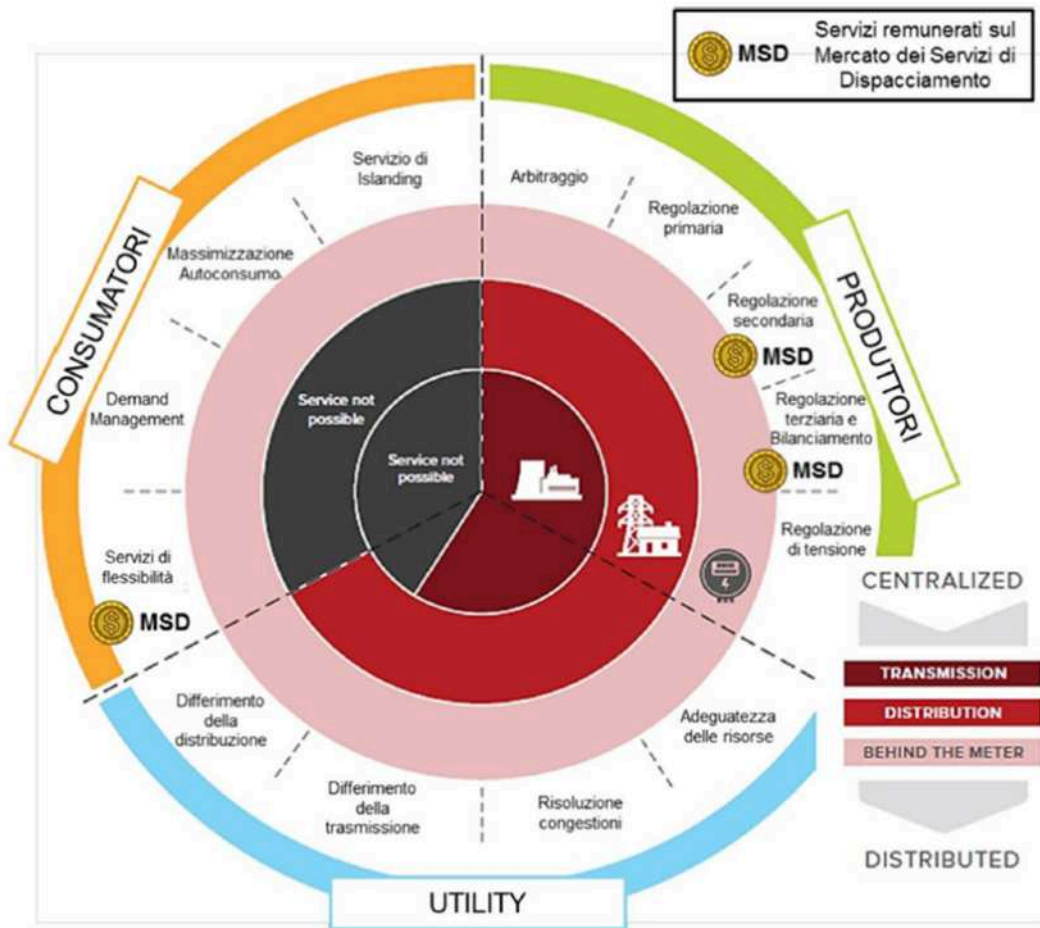 MSD
Servizi remunerati sul
Mercato dei Servizi di
Dispacciamento
CONSUMATORI
PRODUTTORI
UTILITY
Servizio di
Islanding
Arbitraggio
Regolazione
primaria
Massimizzazione
Autoconsumo
Regolazione
secondaria
MSD
Demand
Management
Regolazione
terziaria e
Bilanciamento
MSD
Service not
possible
Service not
possible
Regolazione
di tensione
Servizi di
flessibilità
MSD
Differimento
della
distribuzione
Differimento
della
trasmissione
Risoluzione
congestioni
Adeguatezza
delle risorse
CENTRALIZED
TRANSMISSION
DISTRIBUTION
BEHIND THE METER
DISTRIBUTED